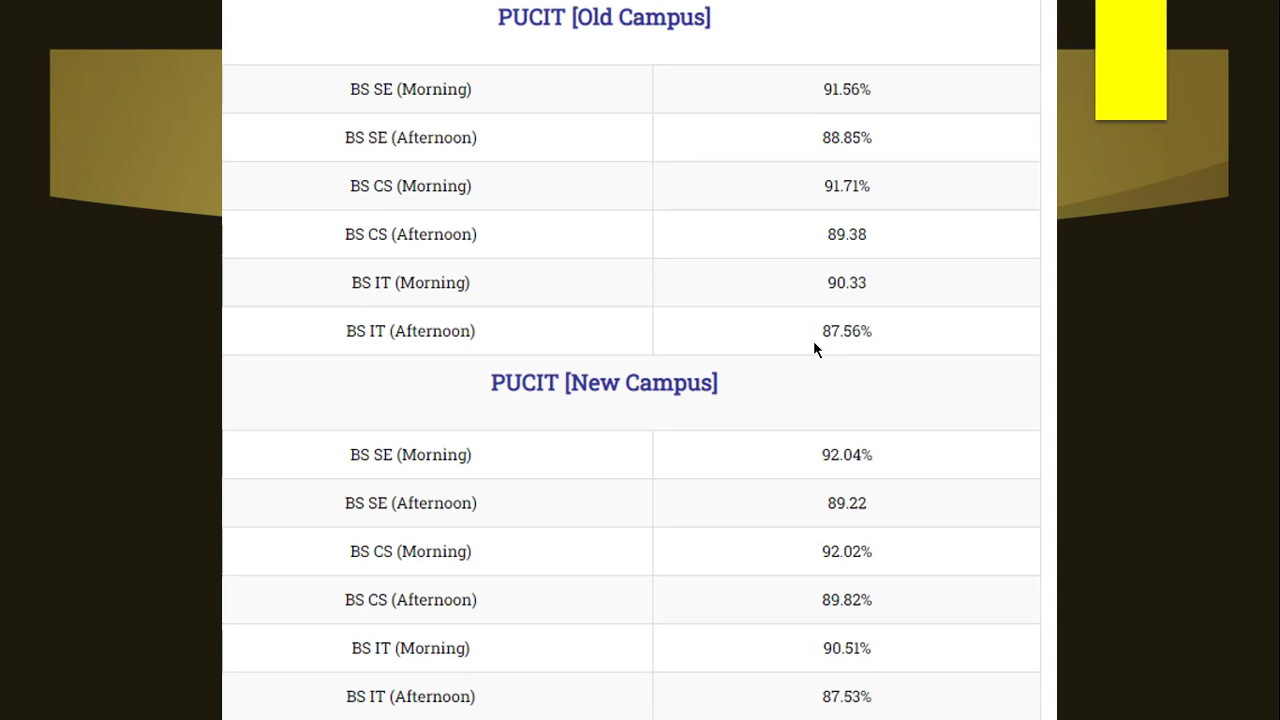 PUCIT [Old Campus]
BS SE (Morning) 91.56%
BS SE (Afternoon) 88.85%
BS CS (Morning) 91.71%
BS CS (Afternoon) 89.38
BS IT (Morning) 90.33
BS IT (Afternoon) 87.56%
PUCIT [New Campus]
BS SE (Morning) 92.04%
BS SE (Afternoon) 89.22
BS CS (Morning) 92.02%
BS CS (Afternoon) 89.82%
BS IT (Morning) 90.51%
BS IT (Afternoon) 87.53%